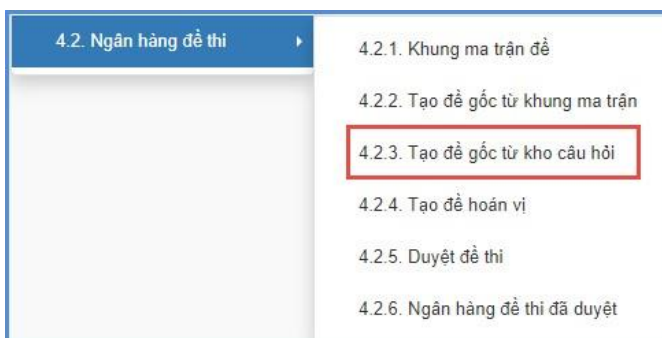 4.2. Ngân hàng đề thi
4.2.1. Khung ma trận đề
4.2.2. Tạo đề gốc từ khung ma trận
4.2.3. Tạo đề gốc từ kho câu hỏi
4.2.4. Tạo đề hoán vị
4.2.5. Duyệt đề thi
4.2.6. Ngân hàng đề thi đã duyệt